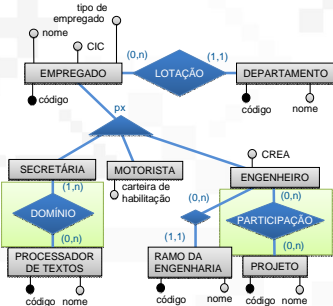 tipo de
empregado
nome
CIC
(0,n)
(1,1)
EMPREGADO
LOTAÇÃO
DEPARTAMENTO
código
código
nome
px
CREA
SECRETÁRIA
MOTORISTA
ENGENHEIRO
(1,n)
carteira de
habilitação
(0,n)
(0,n)
DOMÍNIO
PARTICIPAÇÃO
(0,n)
(1,1)
(0,n)
PROCESSADOR
DE TEXTOS
RAMO DA
ENGENHARIA
PROJETO
código
nome
código
nome
código
nome